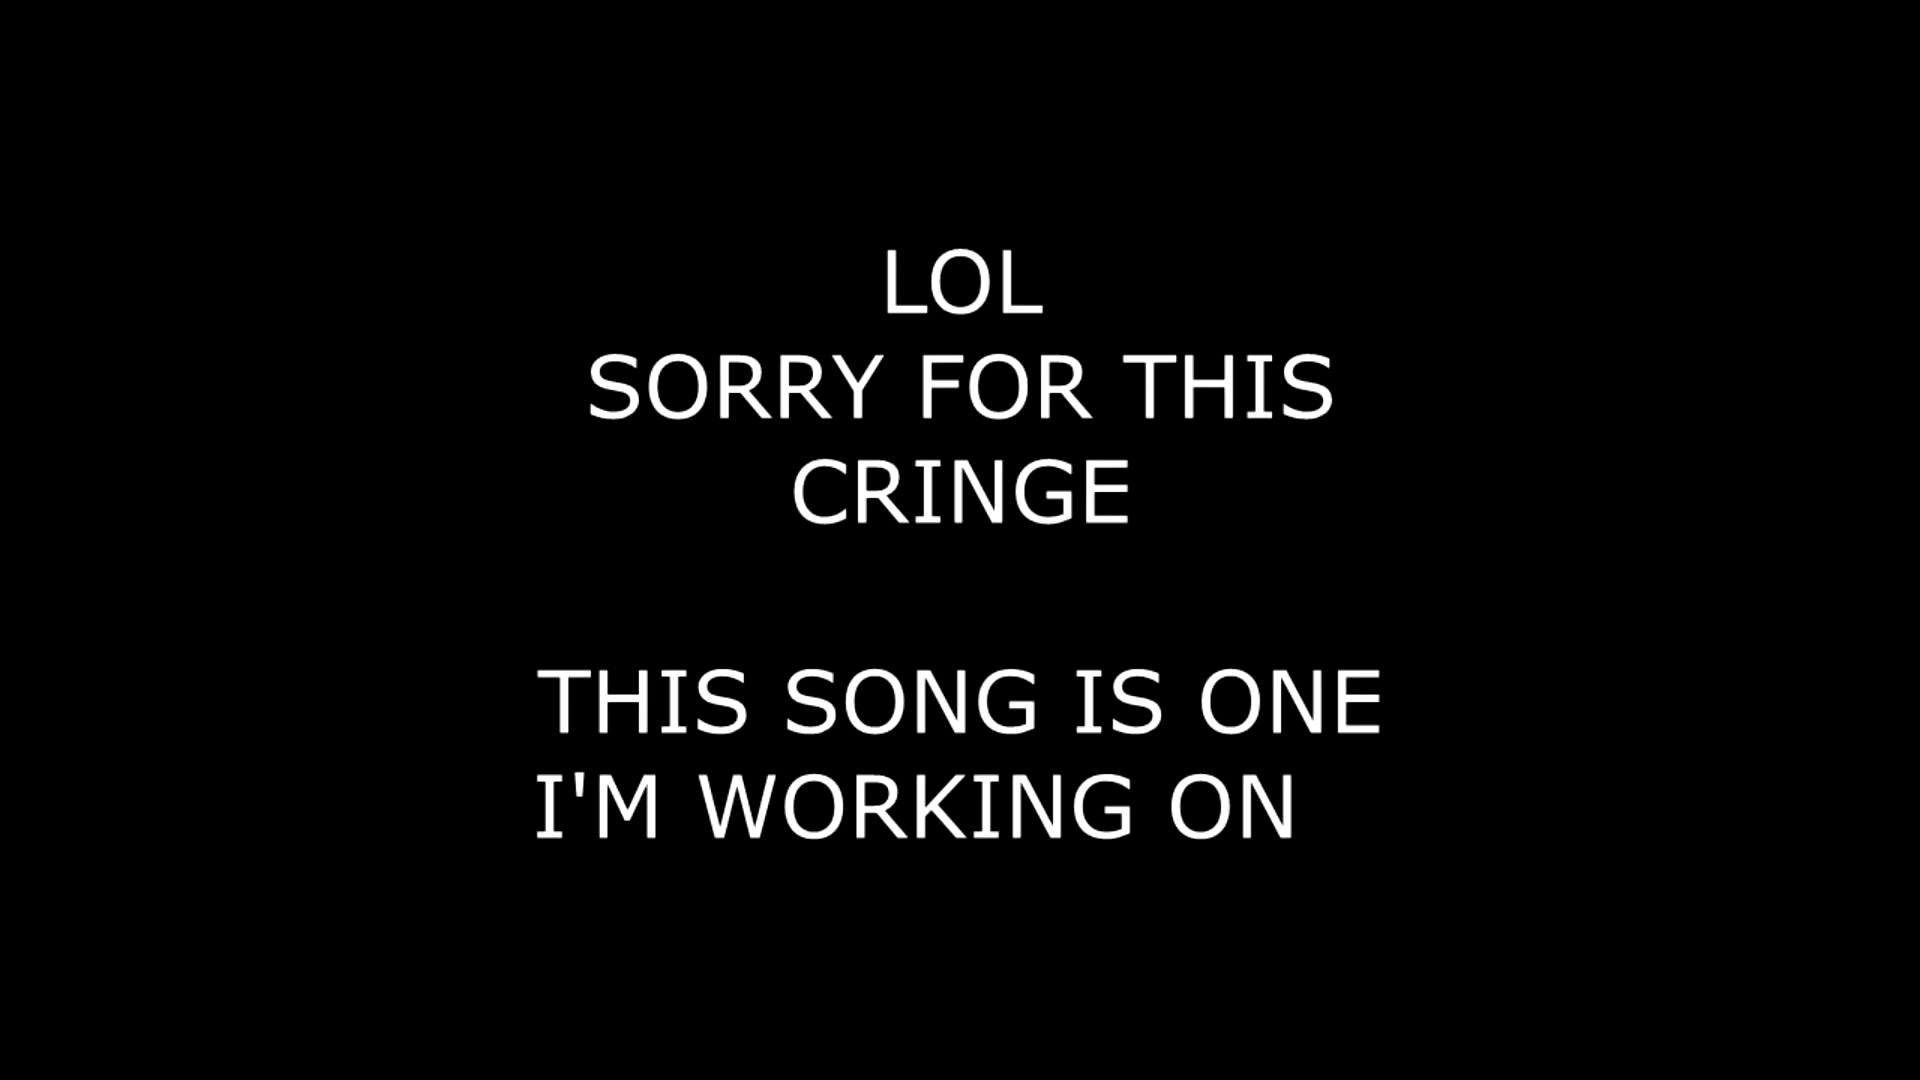 LOL
SORRY FOR THIS
CRINGE
THIS SONG IS ONE
I'M WORKING ON